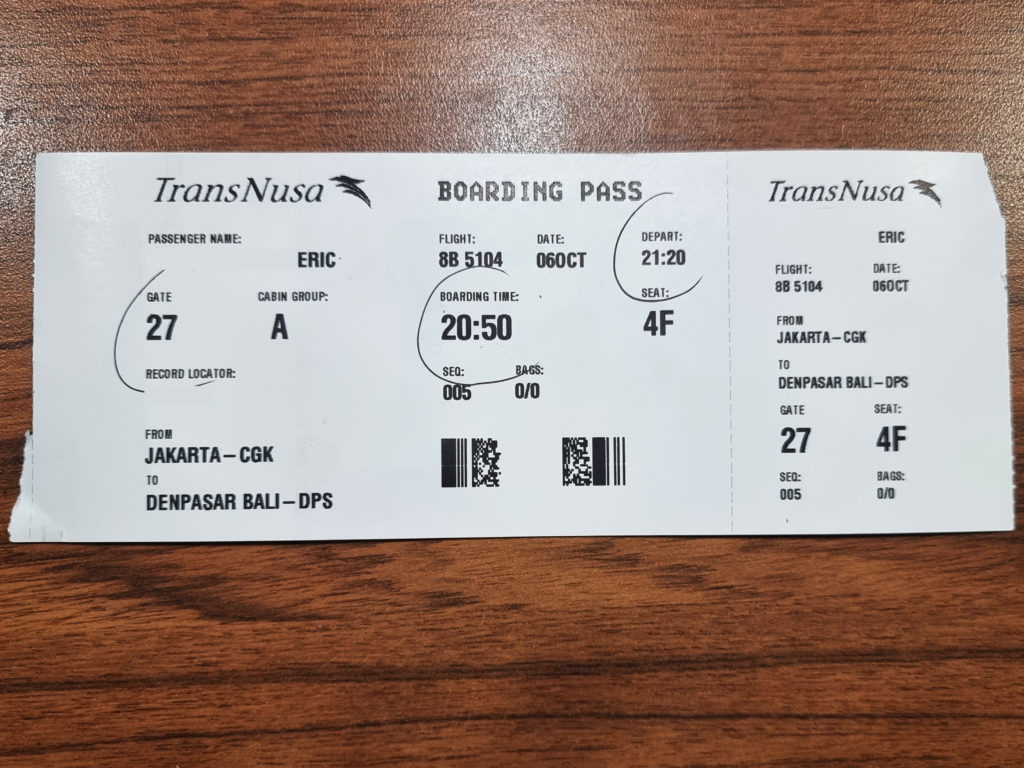 TransNusa
BOARDING PASS
PASSENGER NAME:
ERIC
FLIGHT: DATE: DEPART:
8B 5104 06OCT 21:20
GATE CABIN GROUP: BOARDING TIME: SEAT:
27 A 20:50 4F
RECORD LOCATOR: SEQ: BAGS:
005 0/0
FROM
JAKARTA-CGK
TO
DENPASAR BALI-DPS
TransNusa
ERIC
FLIGHT: DATE:
8B 5104 06OCT
FROM
JAKARTA-CGK
TO
DENPASAR BALI-DPS
GATE SEAT:
27 4F
SEQ: BAGS:
005 0/0